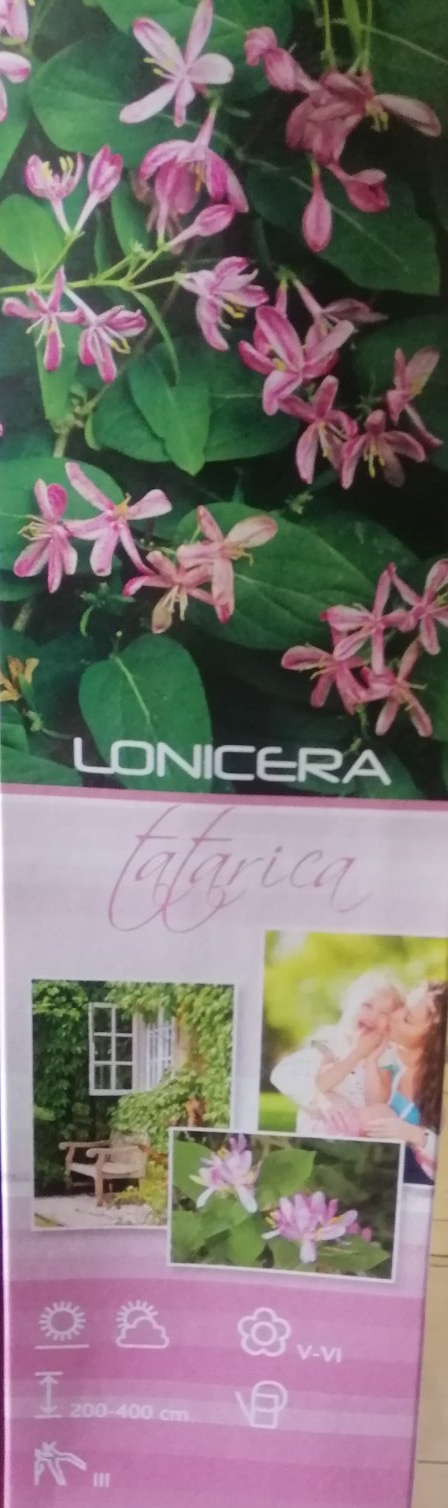 LONICERA
tatarica
V-VI
200-400 cm
III